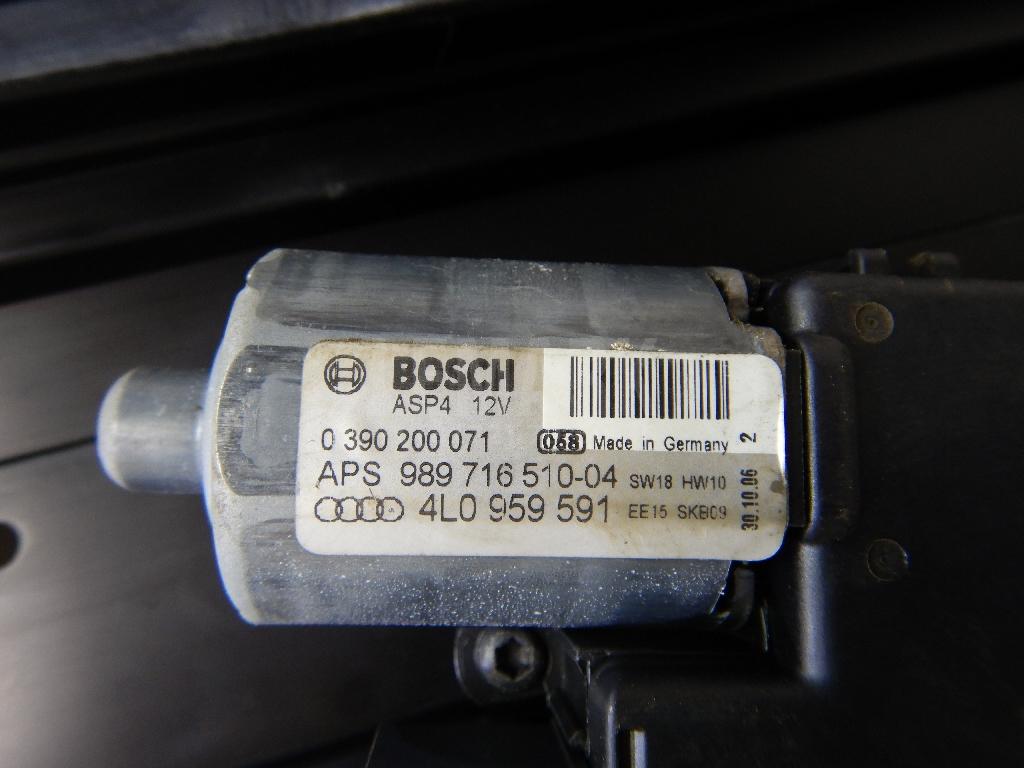 BOSCH
ASP4 12V
0 390 200 071 058 Made in Germany 2
APS 989 716 510-04 SW18 HW10
4L0 959 591 EE15 SKB09
30.10.06